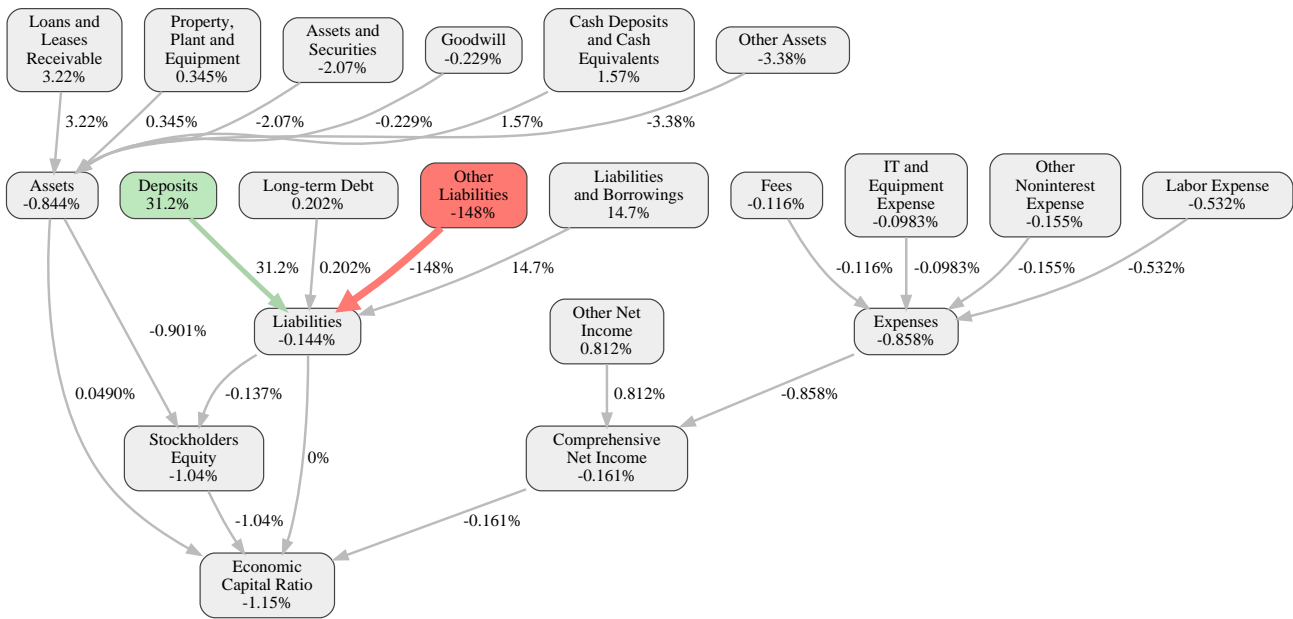 Loans and
Leases
Receivable
3.22%
Property,
Plant and
Equipment
0.345%
Assets and
Securities
-2.07%
Goodwill
-0.229%
Cash Deposits
and Cash
Equivalents
1.57%
Other Assets
-3.38%
3.22%
0.345%
-2.07%
-0.229%
1.57%
-3.38%
Assets
-0.844%
Deposits
31.2%
Long-term Debt
0.202%
Other
Liabilities
-148%
Liabilities
and Borrowings
14.7%
Fees
-0.116%
IT and
Equipment
Expense
-0.0983%
Other
Noninterest
Expense
-0.155%
Labor Expense
-0.532%
31.2%
0.202%
-148%
14.7%
-0.116%
-0.0983%
-0.155%
-0.532%
-0.901%
Liabilities
-0.144%
Other Net
Income
0.812%
Expenses
-0.858%
0.0490%
-0.137%
0.812%
-0.858%
Stockholders
Equity
-1.04%
0%
Comprehensive
Net Income
-0.161%
-1.04%
-0.161%
Economic
Capital Ratio
-1.15%